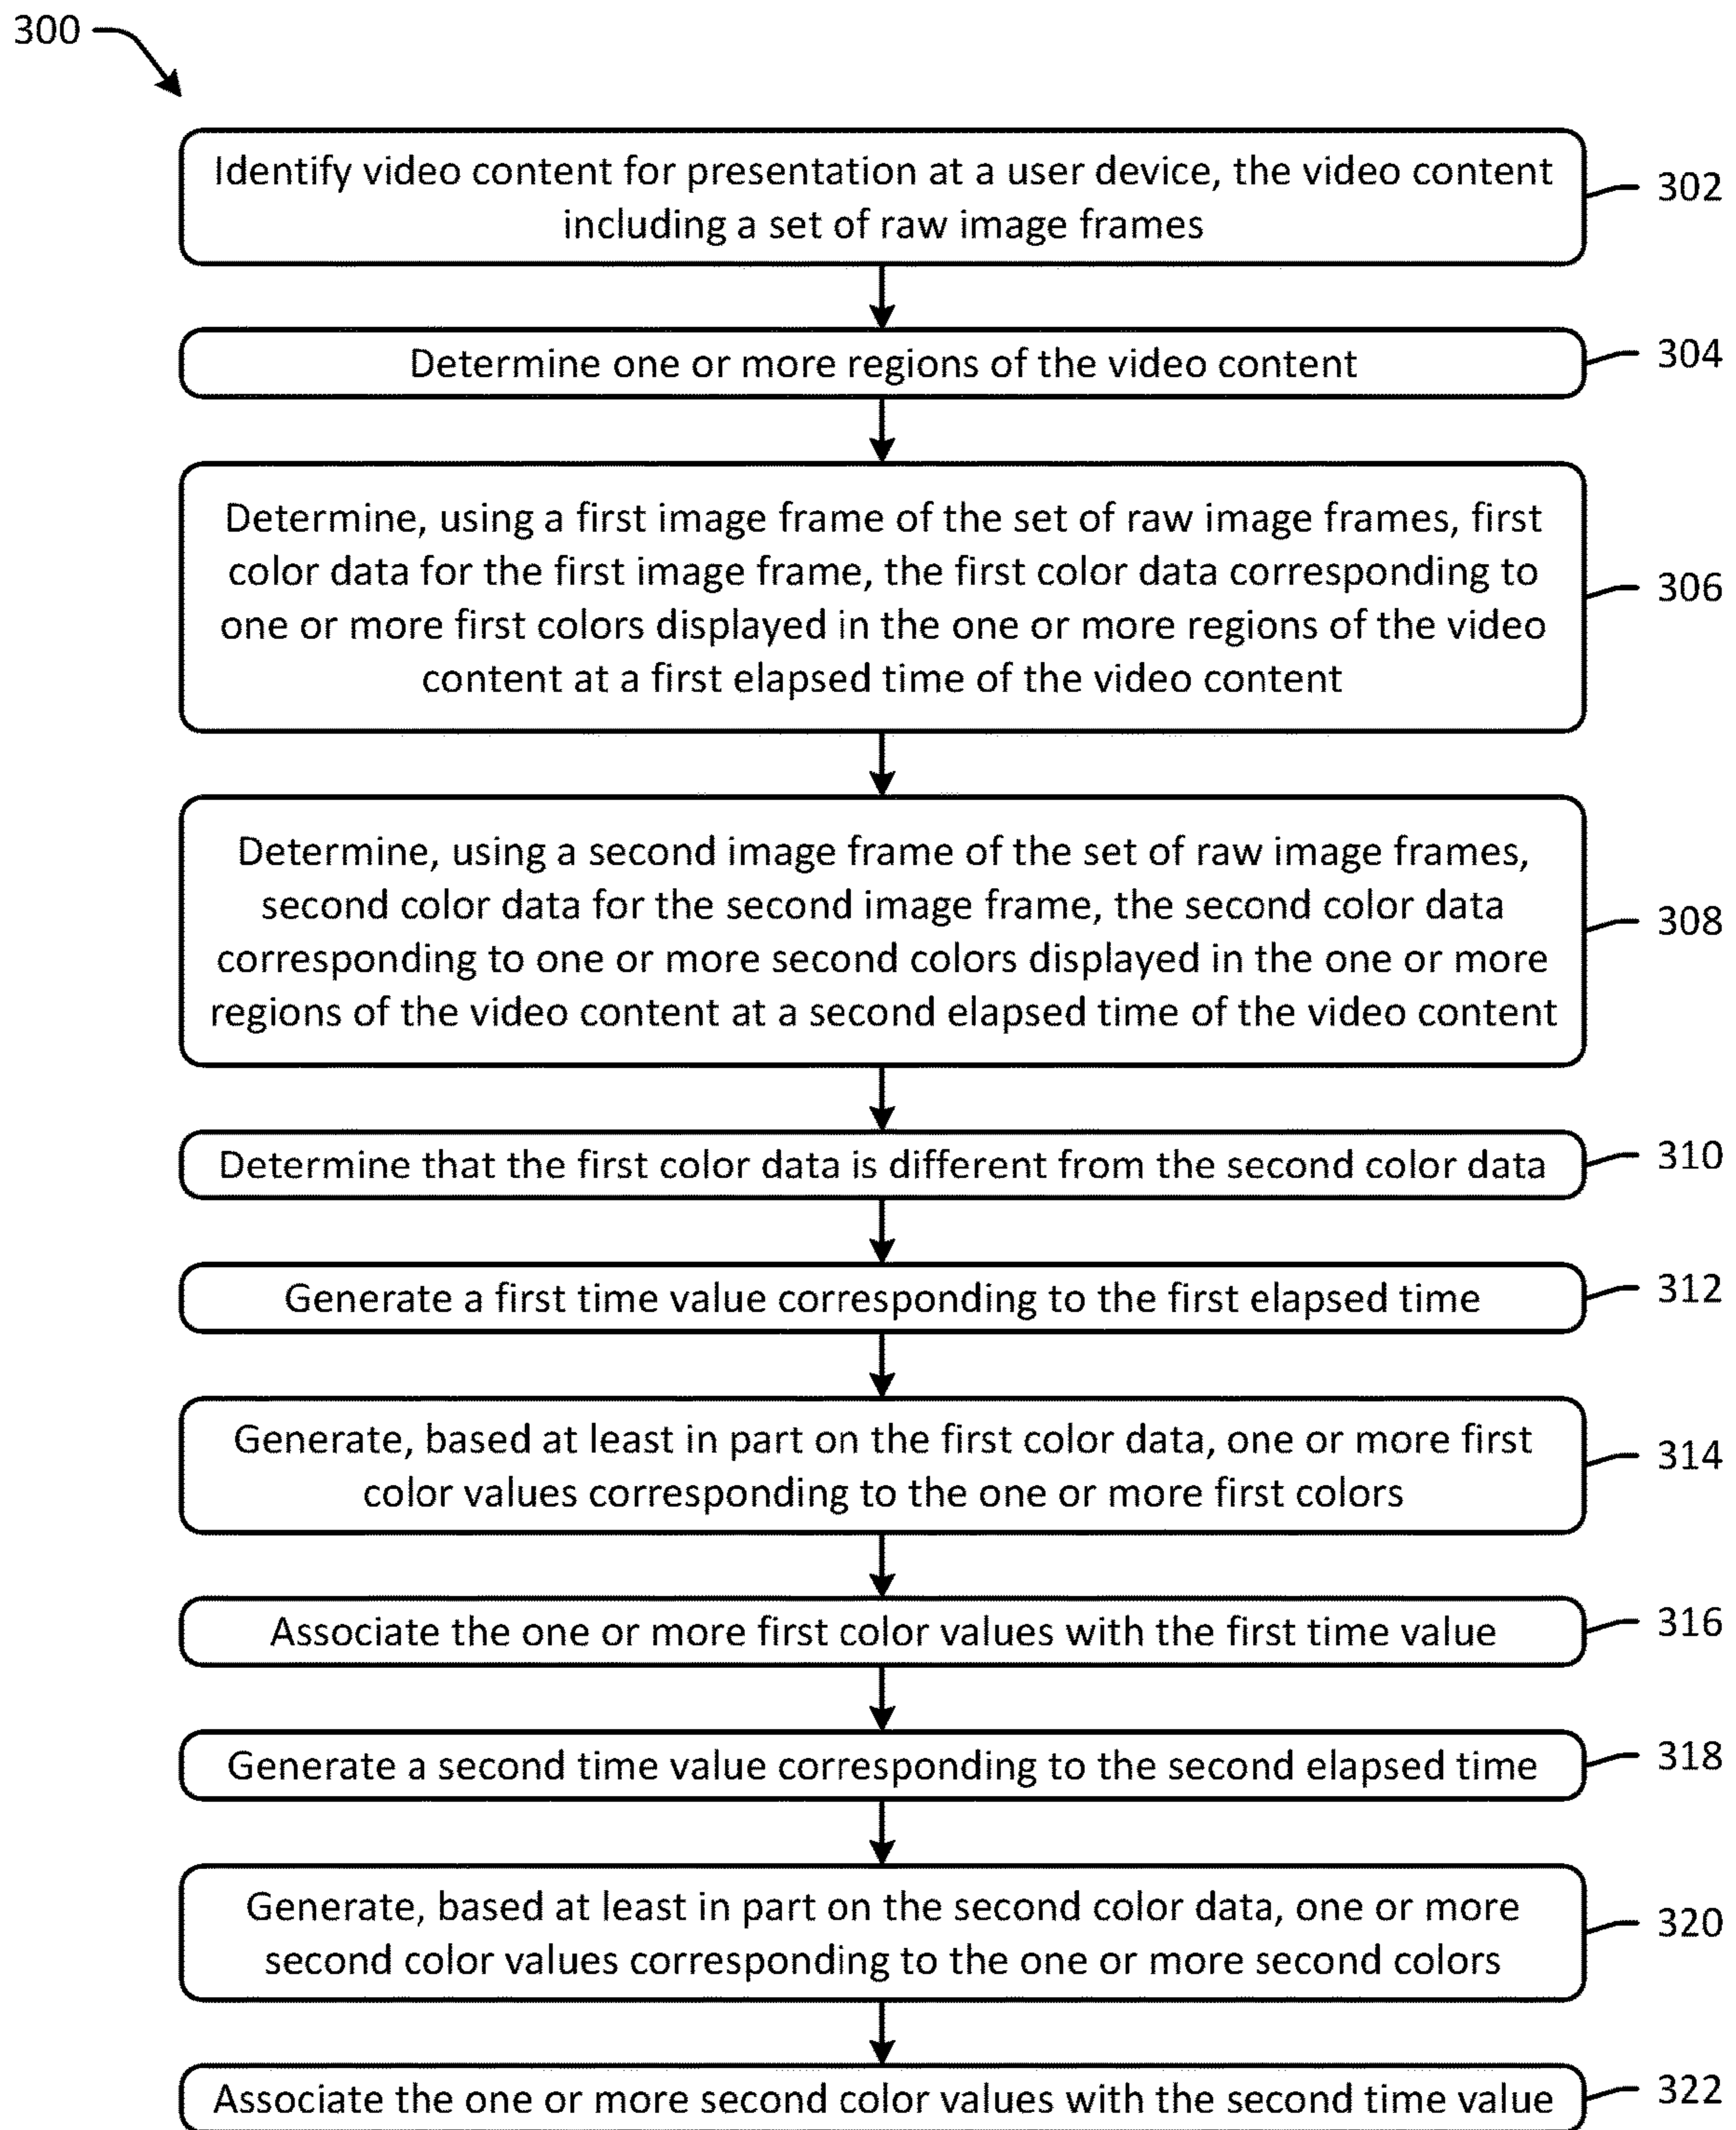 300
Identify video content for presentation at a user device, the video content
including a set of raw image frames
302
Determine one or more regions of the video content
304
Determine, using a first image frame of the set of raw image frames, first
color data for the first image frame, the first color data corresponding to
one or more first colors displayed in the one or more regions of the video
content at a first elapsed time of the video content
306
Determine, using a second image frame of the set of raw image frames,
second color data for the second image frame, the second color data
corresponding to one or more second colors displayed in the one or more
regions of the video content at a second elapsed time of the video content
308
Determine that the first color data is different from the second color data
310
Generate a first time value corresponding to the first elapsed time
312
Generate, based at least in part on the first color data, one or more first
color values corresponding to the one or more first colors
314
Associate the one or more first color values with the first time value
316
Generate a second time value corresponding to the second elapsed time
318
Generate, based at least in part on the second color data, one or more
second color values corresponding to the one or more second colors
320
Associate the one or more second color values with the second time value
322